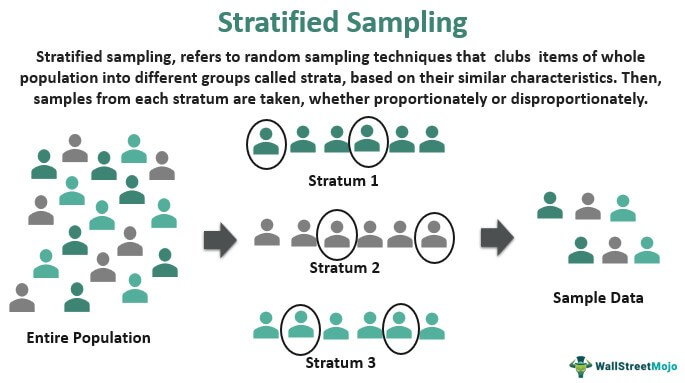 Stratified Sampling
Stratified sampling, refers to random sampling techniques that clubs items of whole
population into different groups called strata, based on their similar characteristics. Then,
samples from each stratum are taken, whether proportionately or disproportionately.
Stratum 1
Stratum 2
Stratum 3
Entire Population
Sample Data
WallStreetMojo